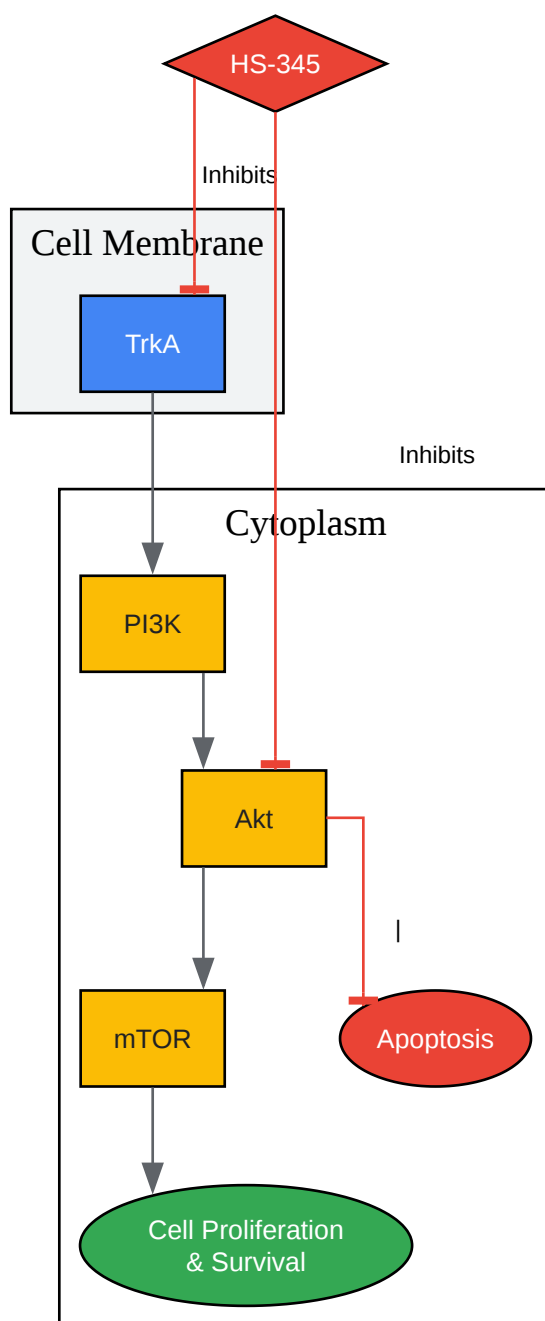 HS-345
Inhibits
Cell Membrane
TrkA
Inhibits
Cytoplasm
PI3K
Akt
|
mTOR
Apoptosis
Cell Proliferation
& Survival